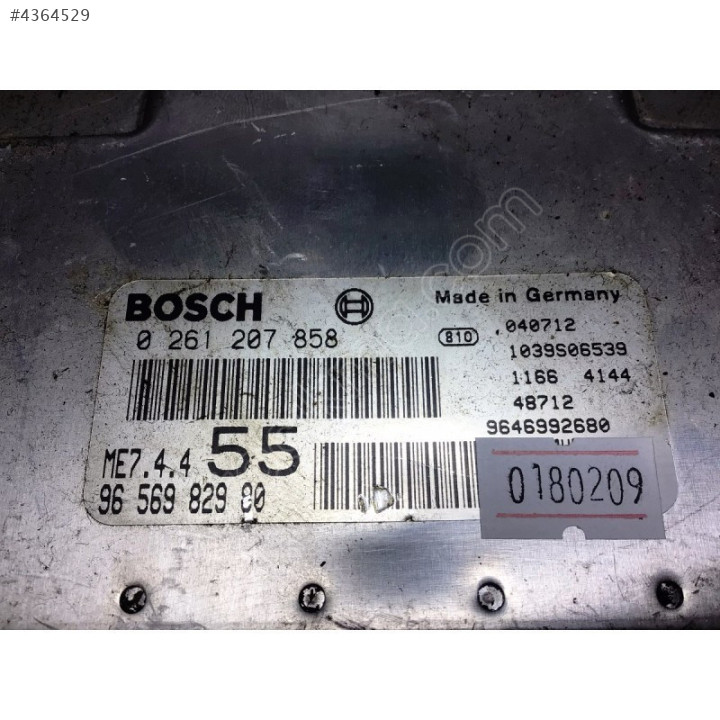 #4364529
BOSCH
Made in Germany
0 261 207 858
810
040712
1039S06539
1166 4144
48712
9646992680
ME7.4.4 55
96 569 829 80
0180209